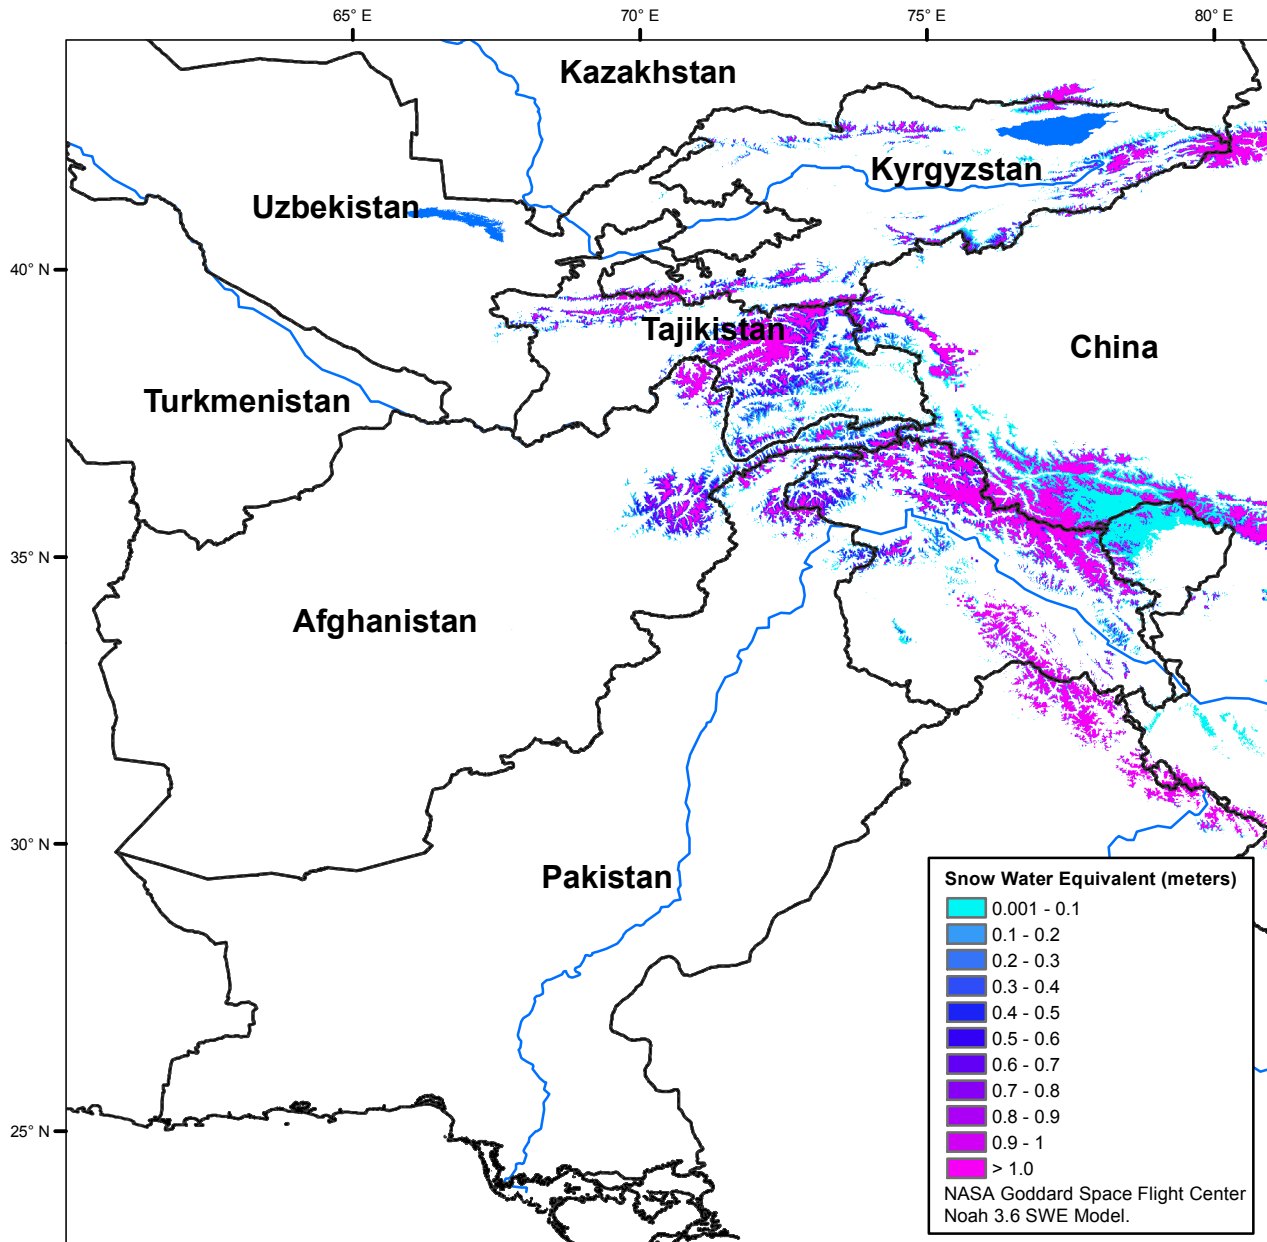 65° E
70° E
75° E
80° E
Kazakhstan
Kyrgyzstan
Uzbekistan
40° N
Tajikistan
China
Turkmenistan
35° N
Afghanistan
30° N
Pakistan
25° N
Snow Water Equivalent (meters)
0.001 - 0.1
0.1 - 0.2
0.2 - 0.3
0.3 - 0.4
0.4 - 0.5
0.5 - 0.6
0.6 - 0.7
0.7 - 0.8
0.8 - 0.9
0.9 - 1
> 1.0
NASA Goddard Space Flight Center
Noah 3.6 SWE Model.